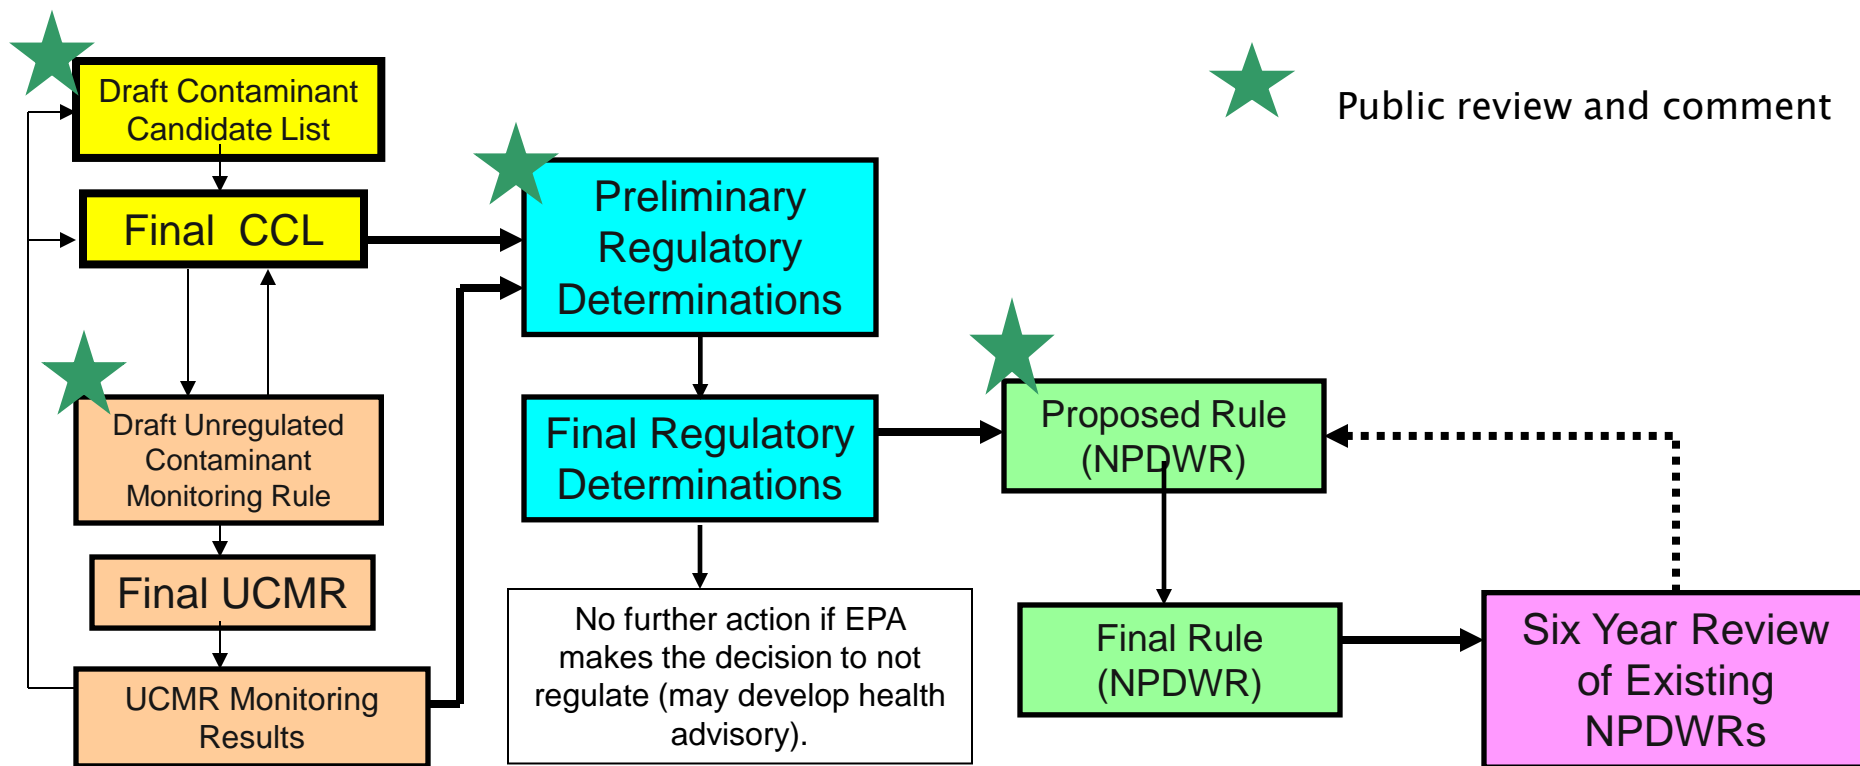 Draft Contaminant
Candidate List
Final CCL
Draft Unregulated
Contaminant
Monitoring Rule
Final UCMR
UCMR Monitoring
Results
Preliminary
Regulatory
Determinations
Final Regulatory
Determinations
No further action if EPA
makes the decision to not
regulate (may develop health
advisory).
Public review and comment
Proposed Rule
(NPDWR)
Final Rule
(NPDWR)
Six Year Review
of Existing
NPDWRs